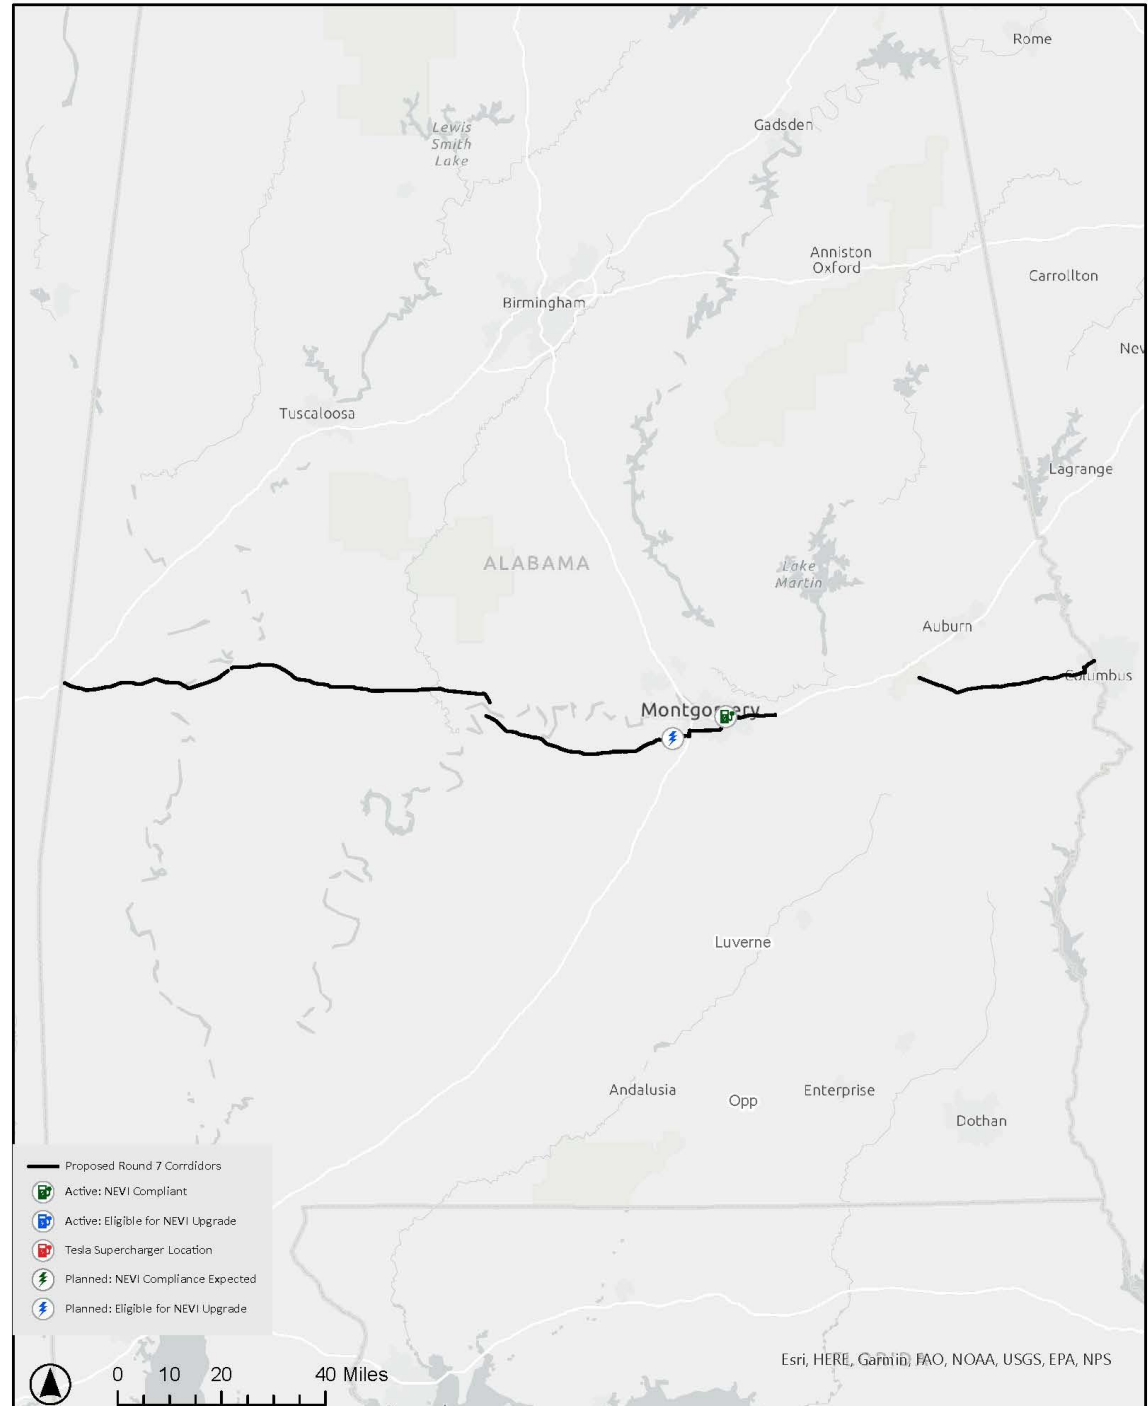 Rome
Lewis
Smith
Lake
Gadsden
Anniston
Oxford
Carrollton
Birmingham
New
Tuscaloosa
Lagrange
ALABAMA
Lake
Martin
Auburn
Columbus
Montgomery
Luverne
Andalusia
Opp
Enterprise
Dothan
Proposed Round 7 Corrdidors
Active: NEVI Compliant
Active: Eligible for NEVI Upgrade
Tesla Supercharger Location
Planned: NEVI Compliance Expected
Planned: Eligible for NEVI Upgrade
0 10 20 40 Miles
FLORIDA
Esri, HERE, Garmin, FAO, NOAA, USGS, EPA, NPS